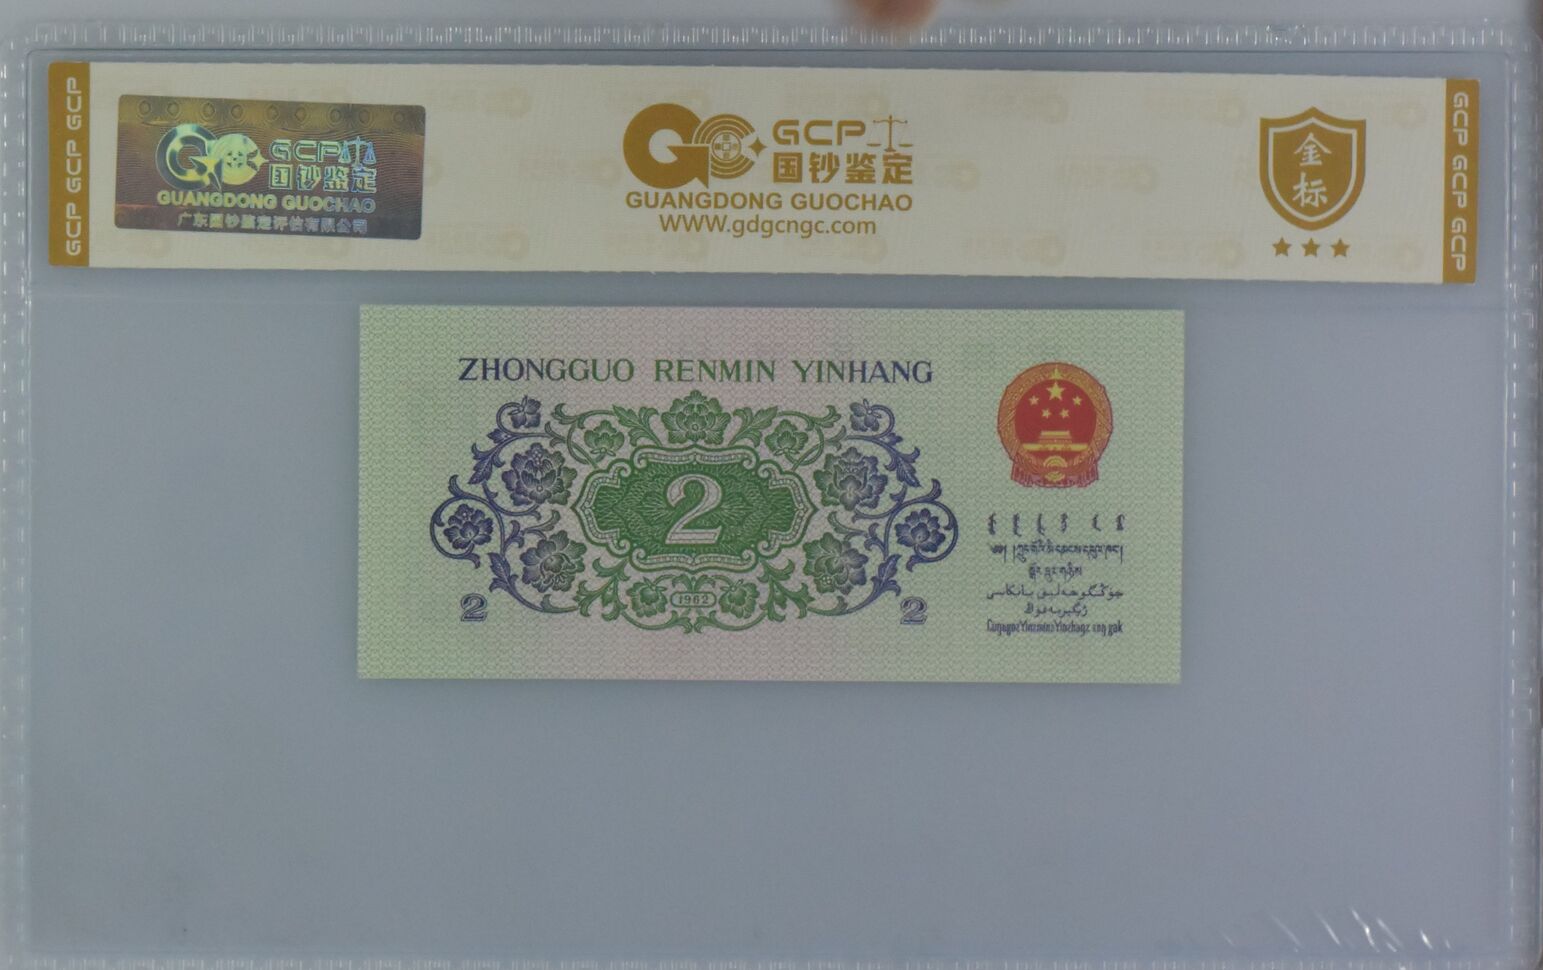 GCP GCP GCP
GCP
国钞鉴定
GUANGDONG GUOCHAO
广东国钞鉴定评估有限公司
GCP
国钞鉴定
GUANGDONG GUOCHAO
WWW.gdgcngc.com
金
标
GCP GCP GCP
ZHONGGUO RENMIN YINHANG
2
1962
2
2